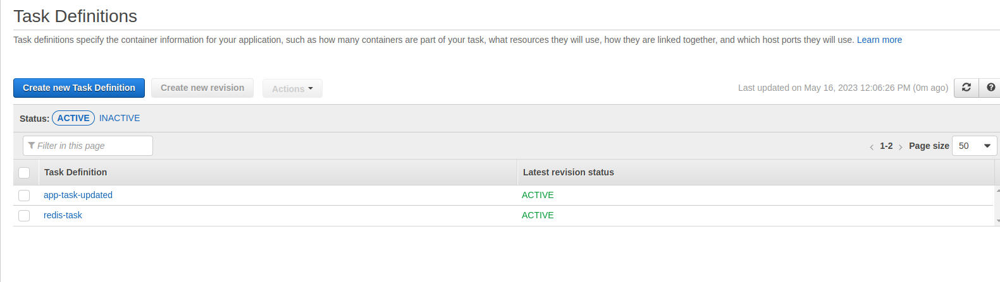 Task Definitions
Task definitions specify the container information for your application, such as how many containers are part of your task, what resources they will use, how they are linked together, and which host ports they will use. Learn more
Create new Task Definition Create new revision Actions Last updated on May 16, 2023 12:06:26 PM (0m ago)
Status: ACTIVE INACTIVE
Filter in this page 1-2 Page size 50
Task Definition Latest revision status
app-task-updated ACTIVE
redis-task ACTIVE